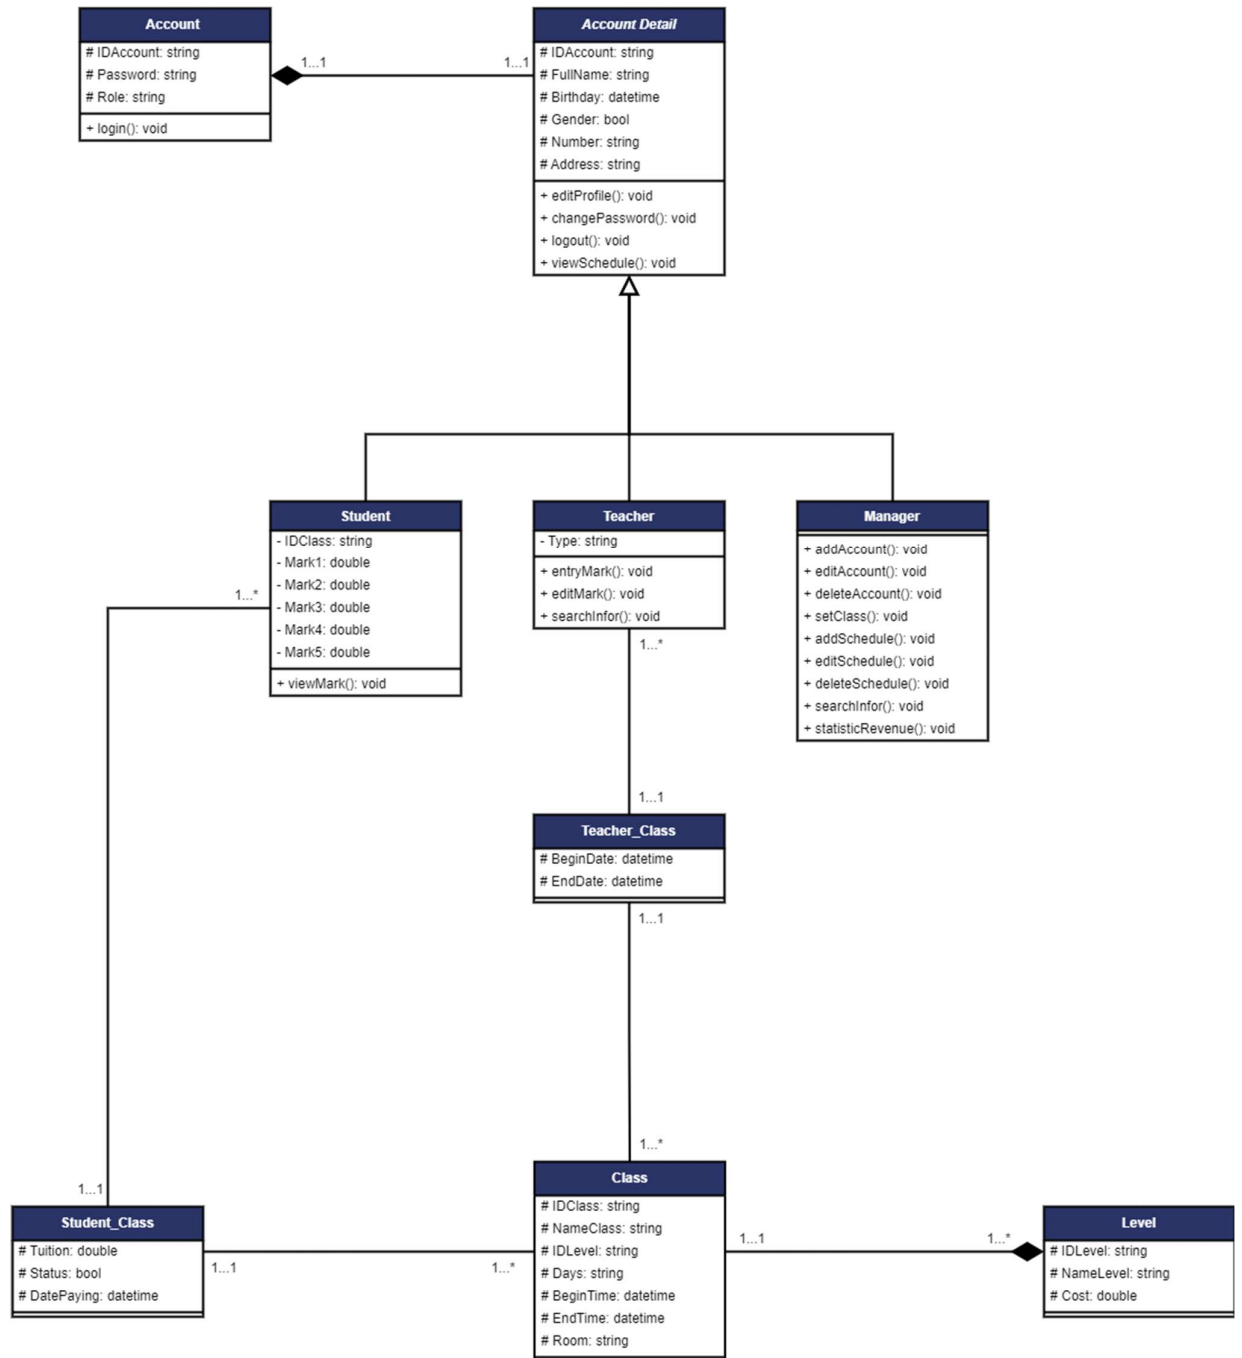 Account
# IDAccount: string
# Password: string
# Role: string
+ login(): void
1...1
1...1
Account Detail
# IDAccount: string
# FullName: string
# Birthday: datetime
# Gender: bool
# Number: string
# Address: string
+ editProfile(): void
+ changePassword(): void
+ logout(): void
+ viewSchedule(): void
Student
- IDClass: string
- Mark1: double
- Mark2: double
- Mark3: double
- Mark4: double
- Mark5: double
+ viewMark(): void
1...*
Teacher
- Type: string
+ entryMark(): void
+ editMark(): void
+ searchInfor(): void
1...*
Manager
+ addAccount(): void
+ editAccount(): void
+ deleteAccount(): void
+ setClass(): void
+ addSchedule(): void
+ editSchedule(): void
+ deleteSchedule(): void
+ searchInfor(): void
+ statisticRevenue(): void
1...1
Teacher_Class
# BeginDate: datetime
# EndDate: datetime
1...1
1...*
1...1
Student_Class
# Tuition: double
# Status: bool
# DatePaying: datetime
1...1
1...*
Class
# IDClass: string
# NameClass: string
# IDLevel: string
# Days: string
# BeginTime: datetime
# EndTime: datetime
# Room: string
1...1
1...*
Level
# IDLevel: string
# NameLevel: string
# Cost: double